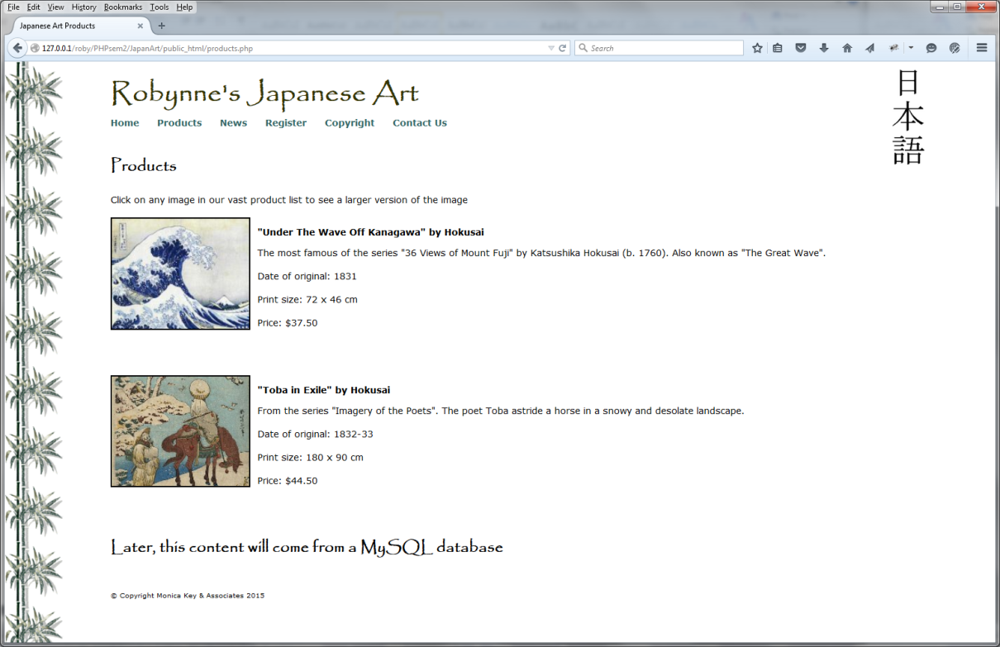 File Edit View History Bookmarks Tools Help
Japanese Art Products
127.0.0.1/roby/PHPsem2/JapanArt/public_html/products.php
Search
Robynne's Japanese Art
日本語
Home Products News Register Copyright Contact Us
Products
Click on any image in our vast product list to see a larger version of the image
"Under The Wave Off Kanagawa" by Hokusai
The most famous of the series "36 Views of Mount Fuji" by Katsushika Hokusai (b. 1760). Also known as "The Great Wave".
Date of original: 1831
Print size: 72 x 46 cm
Price: $37.50
"Toba in Exile" by Hokusai
From the series "Imagery of the Poets". The poet Toba astride a horse in a snowy and desolate landscape.
Date of original: 1832-33
Print size: 180 x 90 cm
Price: $44.50
Later, this content will come from a MySQL database
© Copyright Monica Key & Associates 2015